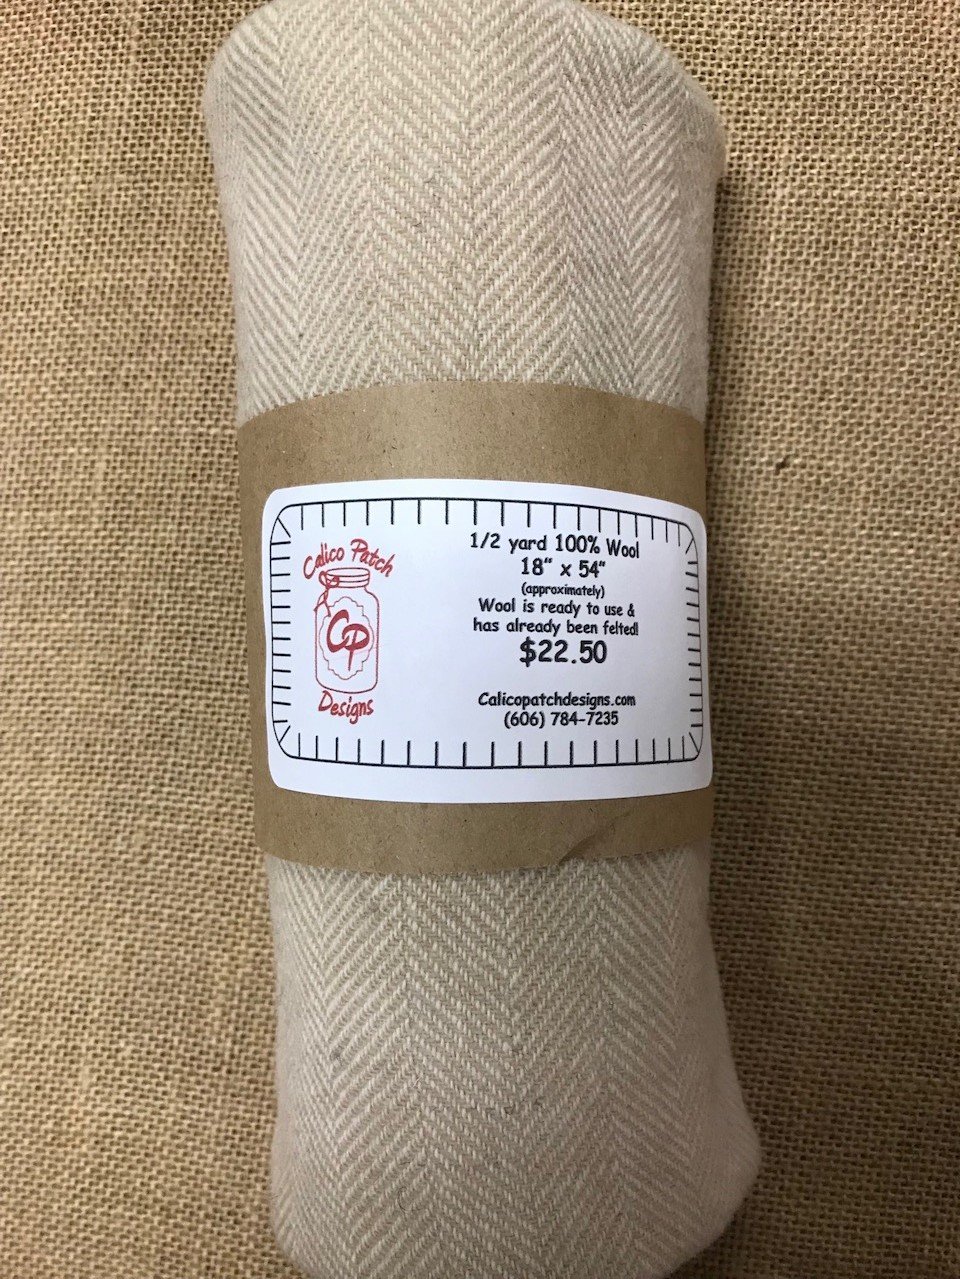 Calico Patch
CP
Designs
1/2 yard 100% Wool
18" x 54"
(approximately)
Wool is ready to use &
has already been felted!
$22.50
Calicopatchdesigns.com
(606) 784-7235